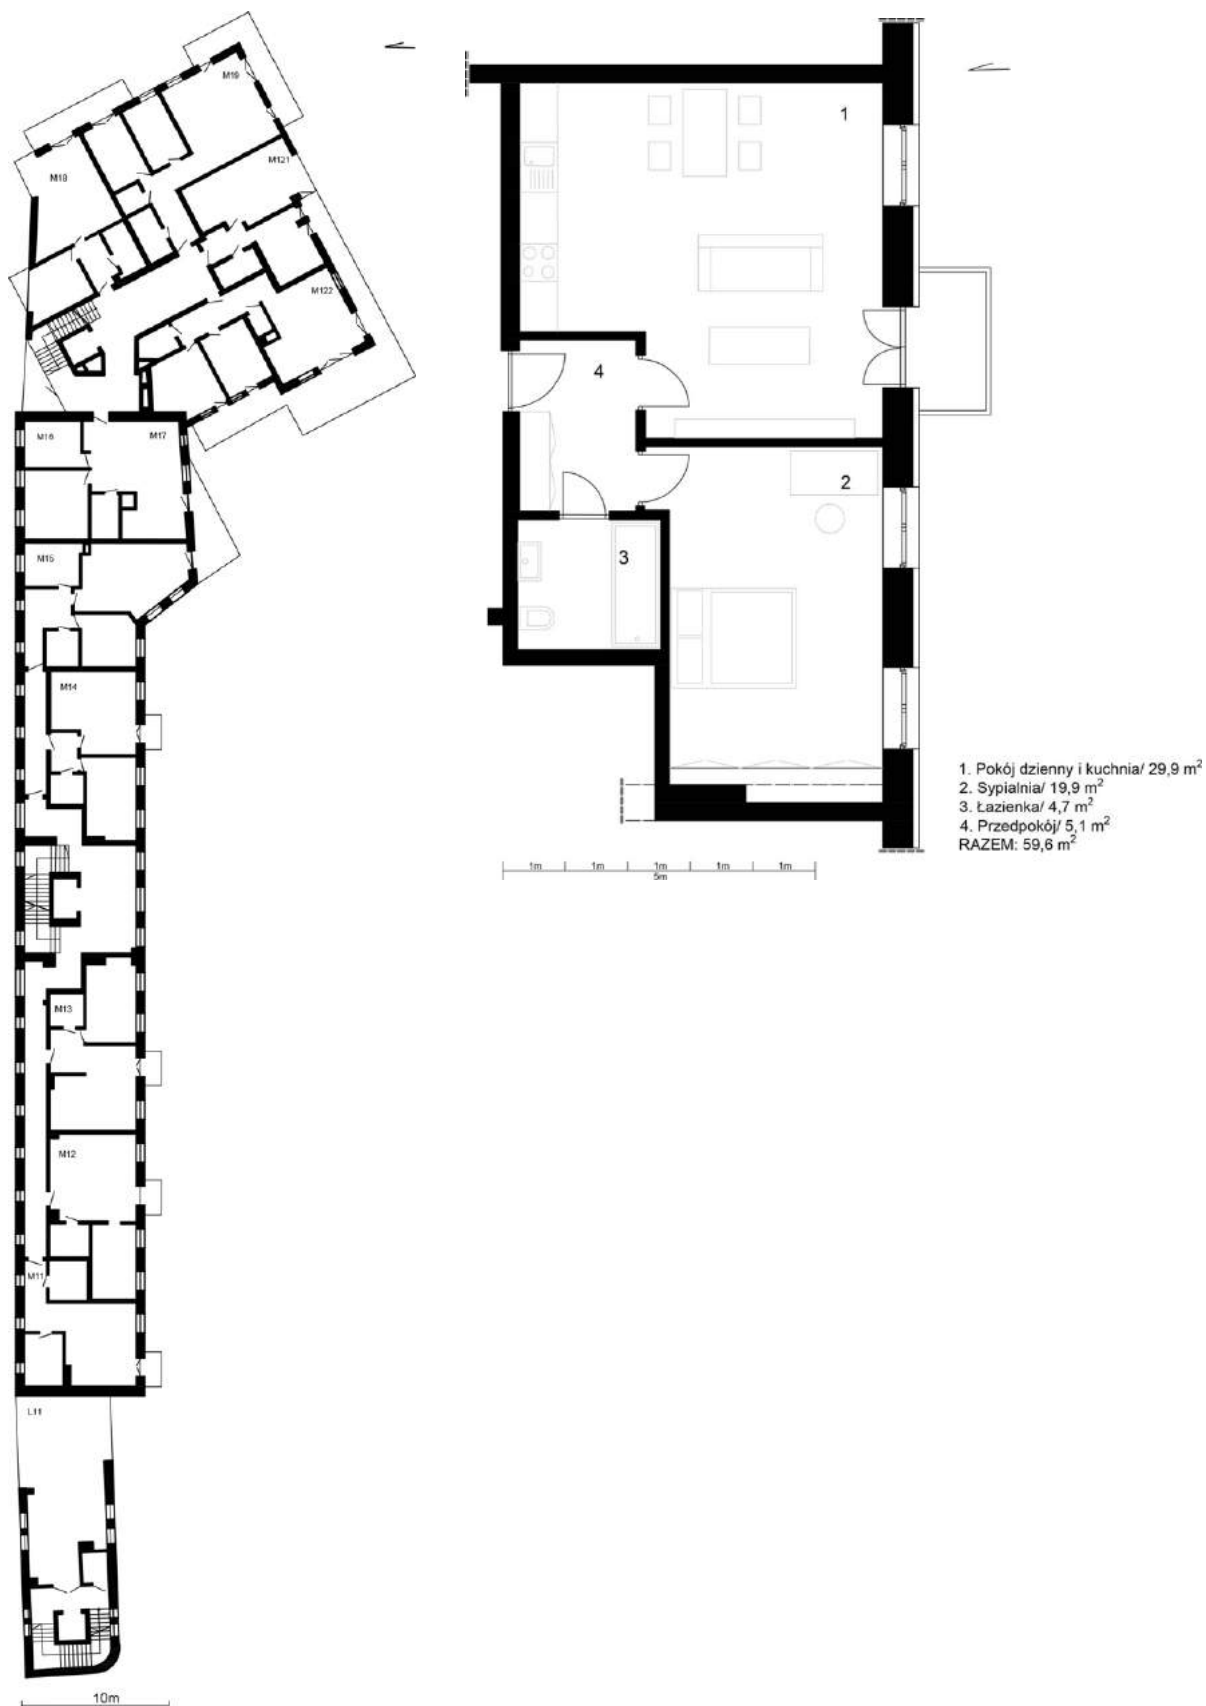 M19
M121
M18
M122
M16
M17
M15
M14
M13
M12
M11
L11
10m
1
4
2
3
1m 1m 1m 1m 1m
5m
1. Pokój dzienny i kuchnia/ 29,9 m²
2. Sypialnia/ 19,9 m²
3. Łazienka/ 4,7 m²
4. Przedpokój/ 5,1 m²
RAZEM: 59,6 m²